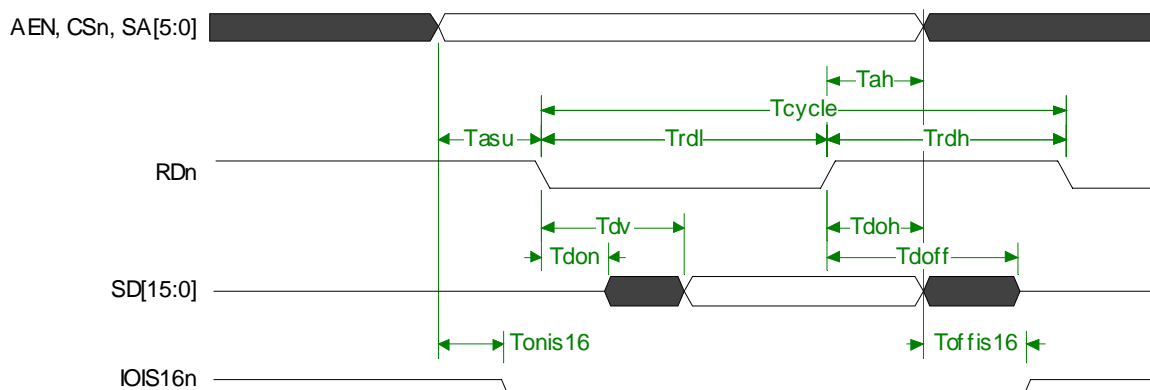 AEN, CSn, SA[5:0]
Tah
Tcycle
Tasu
Trdl
Trdh
RDn
Tdv
Tdoh
Tdon
Tdoff
SD[15:0]
Tonis16
Toffis16
IOIS16n